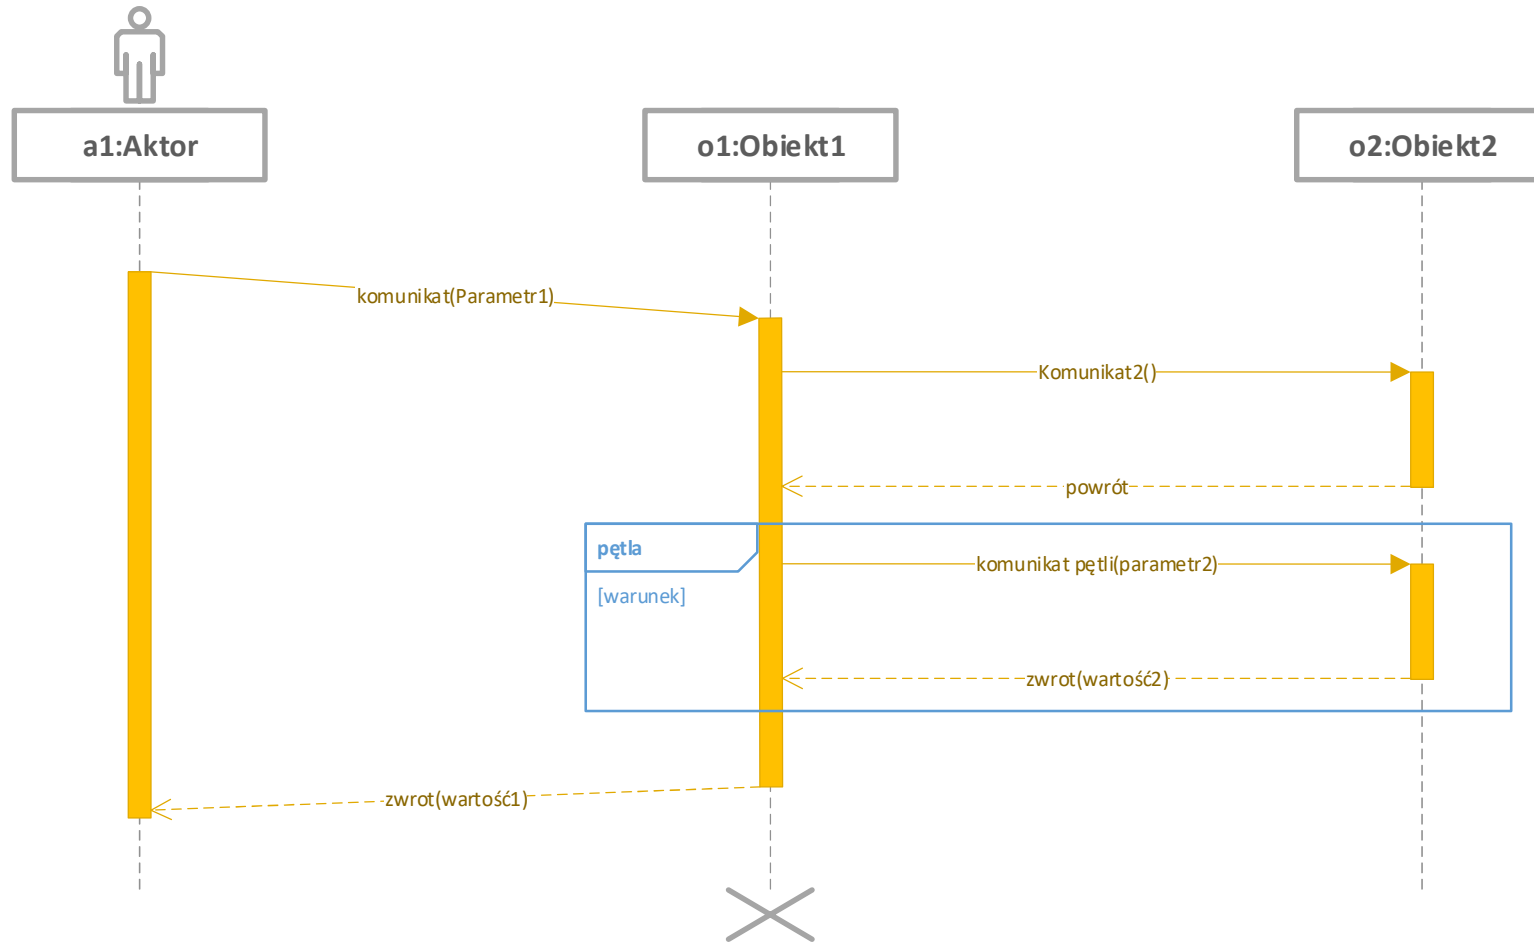 a1:Aktor
o1:Obiekt1
o2:Obiekt2
komunikat(Parametr1)
Komunikat2()
powrót
pętla
komunikat pętli(parametr2)
[warunek]
zwrot(wartość2)
zwrot(wartość1)